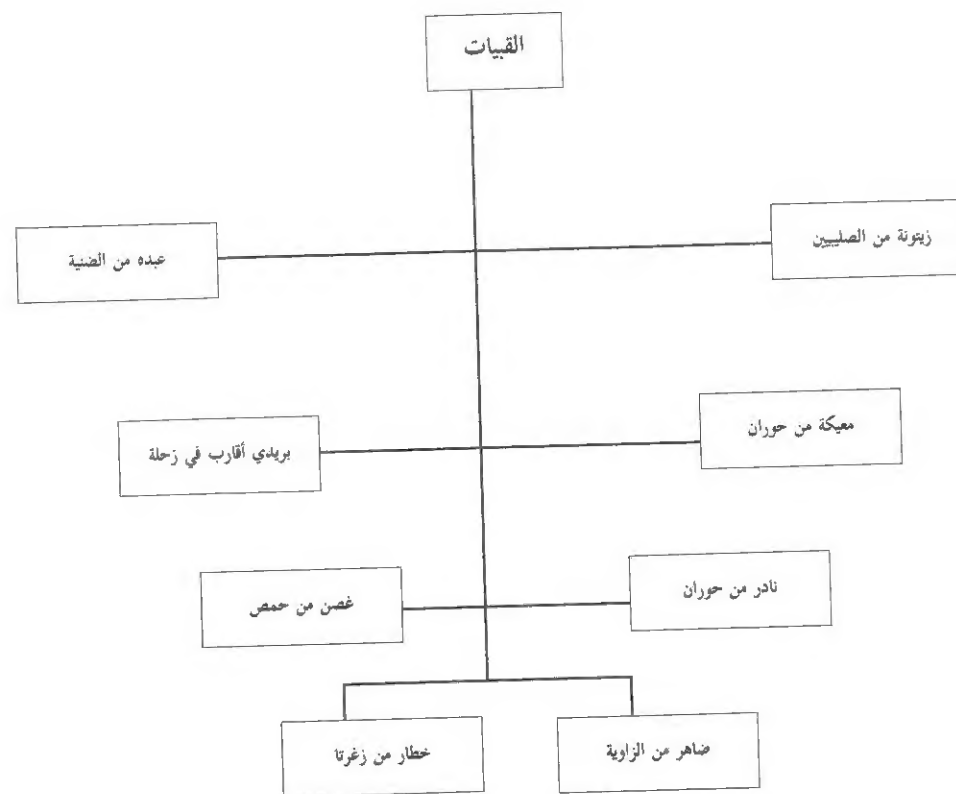 القبيات
زيتونة من الصليبيين
عبده من الضنية
معيكة من حوران
بريدي أقارب في زحلة
نادر من حوران
غصن من حمص
ضاهر من الزاوية
خطار من زغرتا